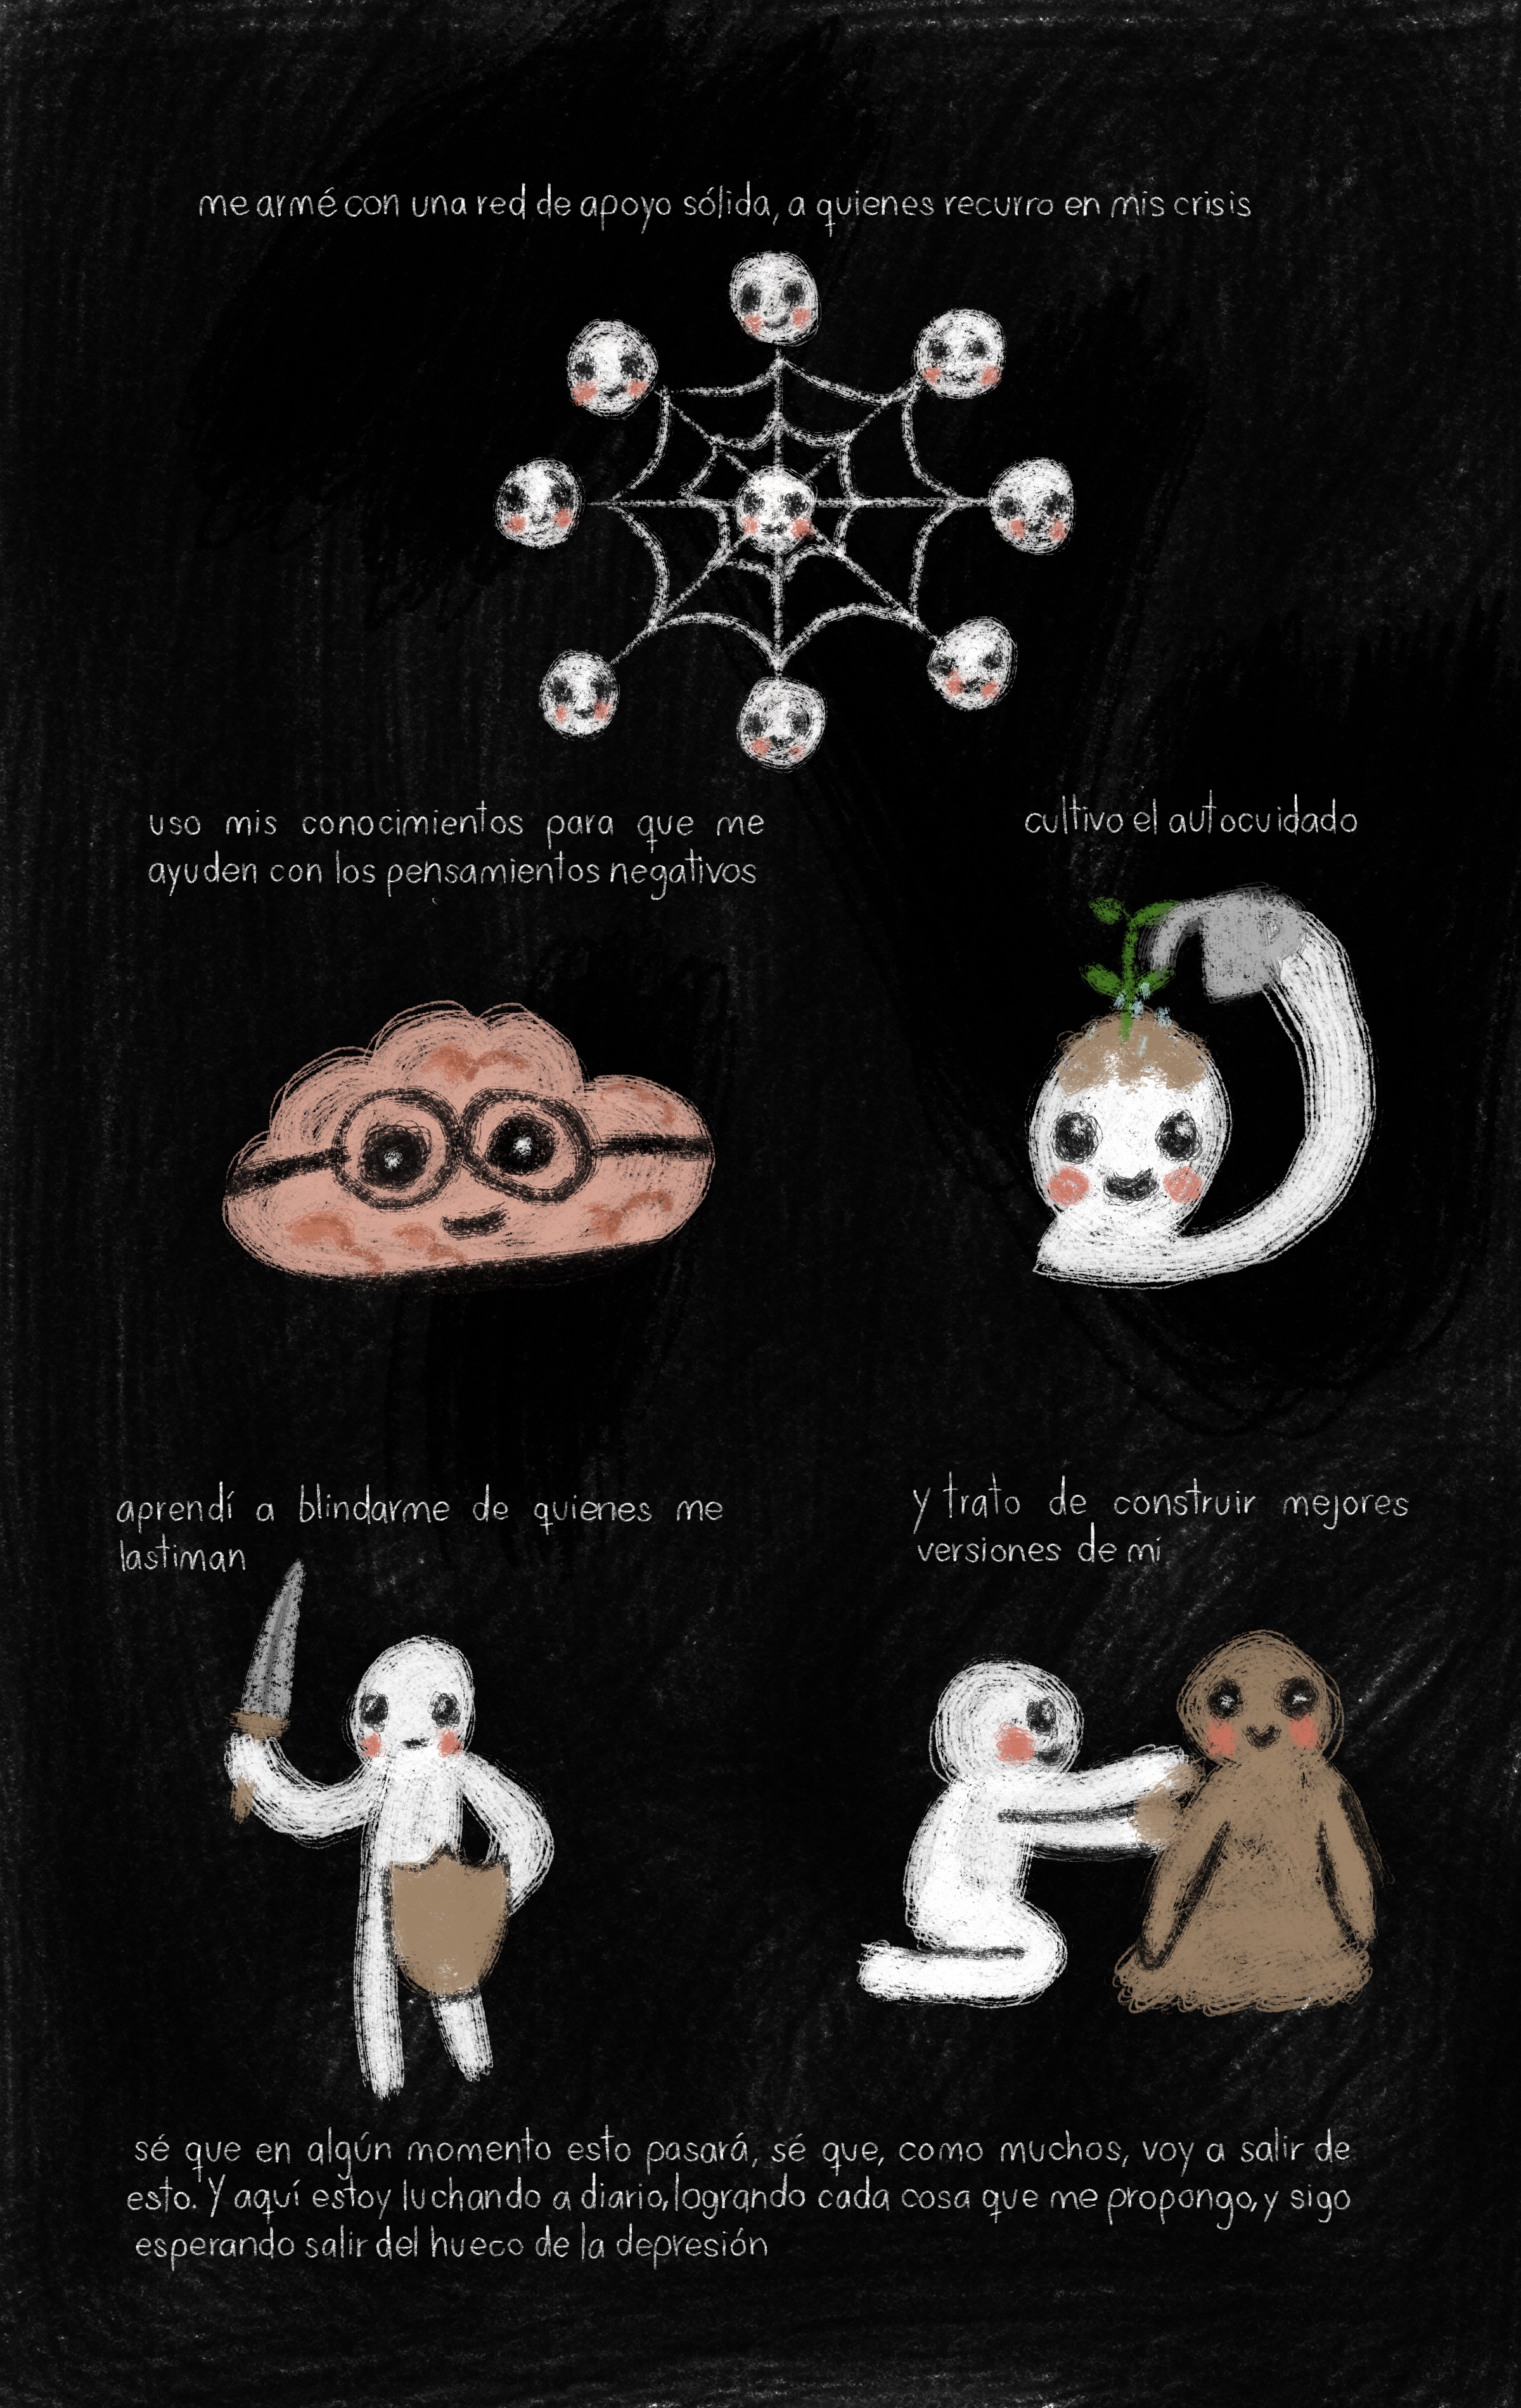 me armé con una red de apoyo sólida, a quienes recurro en mis crisis
uso mis conocimientos para que me
ayuden con los pensamientos negativos
cultivo el autocuidado
aprendí a blindarme de quienes me
lastiman
y trato de construir mejores
versiones de mí
sé que en algún momento esto pasará, sé que, como muchos, voy a salir de
esto. Y aquí estoy luchando a diario, logrando cada cosa que me propongo, y sigo
esperando salir del hueco de la depresión